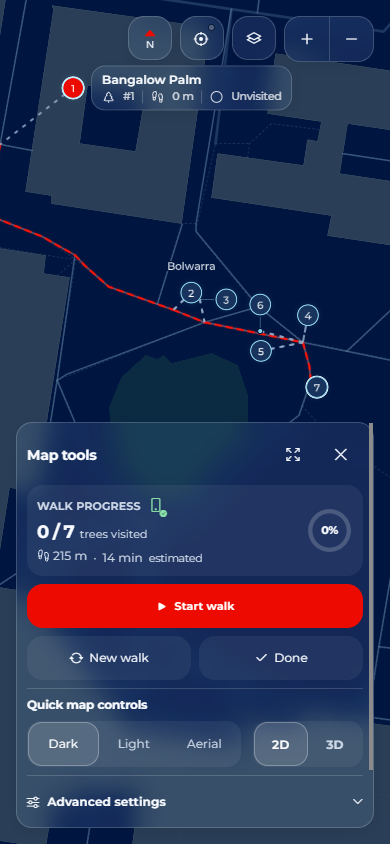 N
1
Bangalow Palm
#1 0 m Unvisited
Bolwarra
2
3
6
4
5
7
Map tools
WALK PROGRESS
0 / 7 trees visited
215 m · 14 min estimated
0%
Start walk
New walk
Done
Quick map controls
Dark
Light
Aerial
2D
3D
Advanced settings